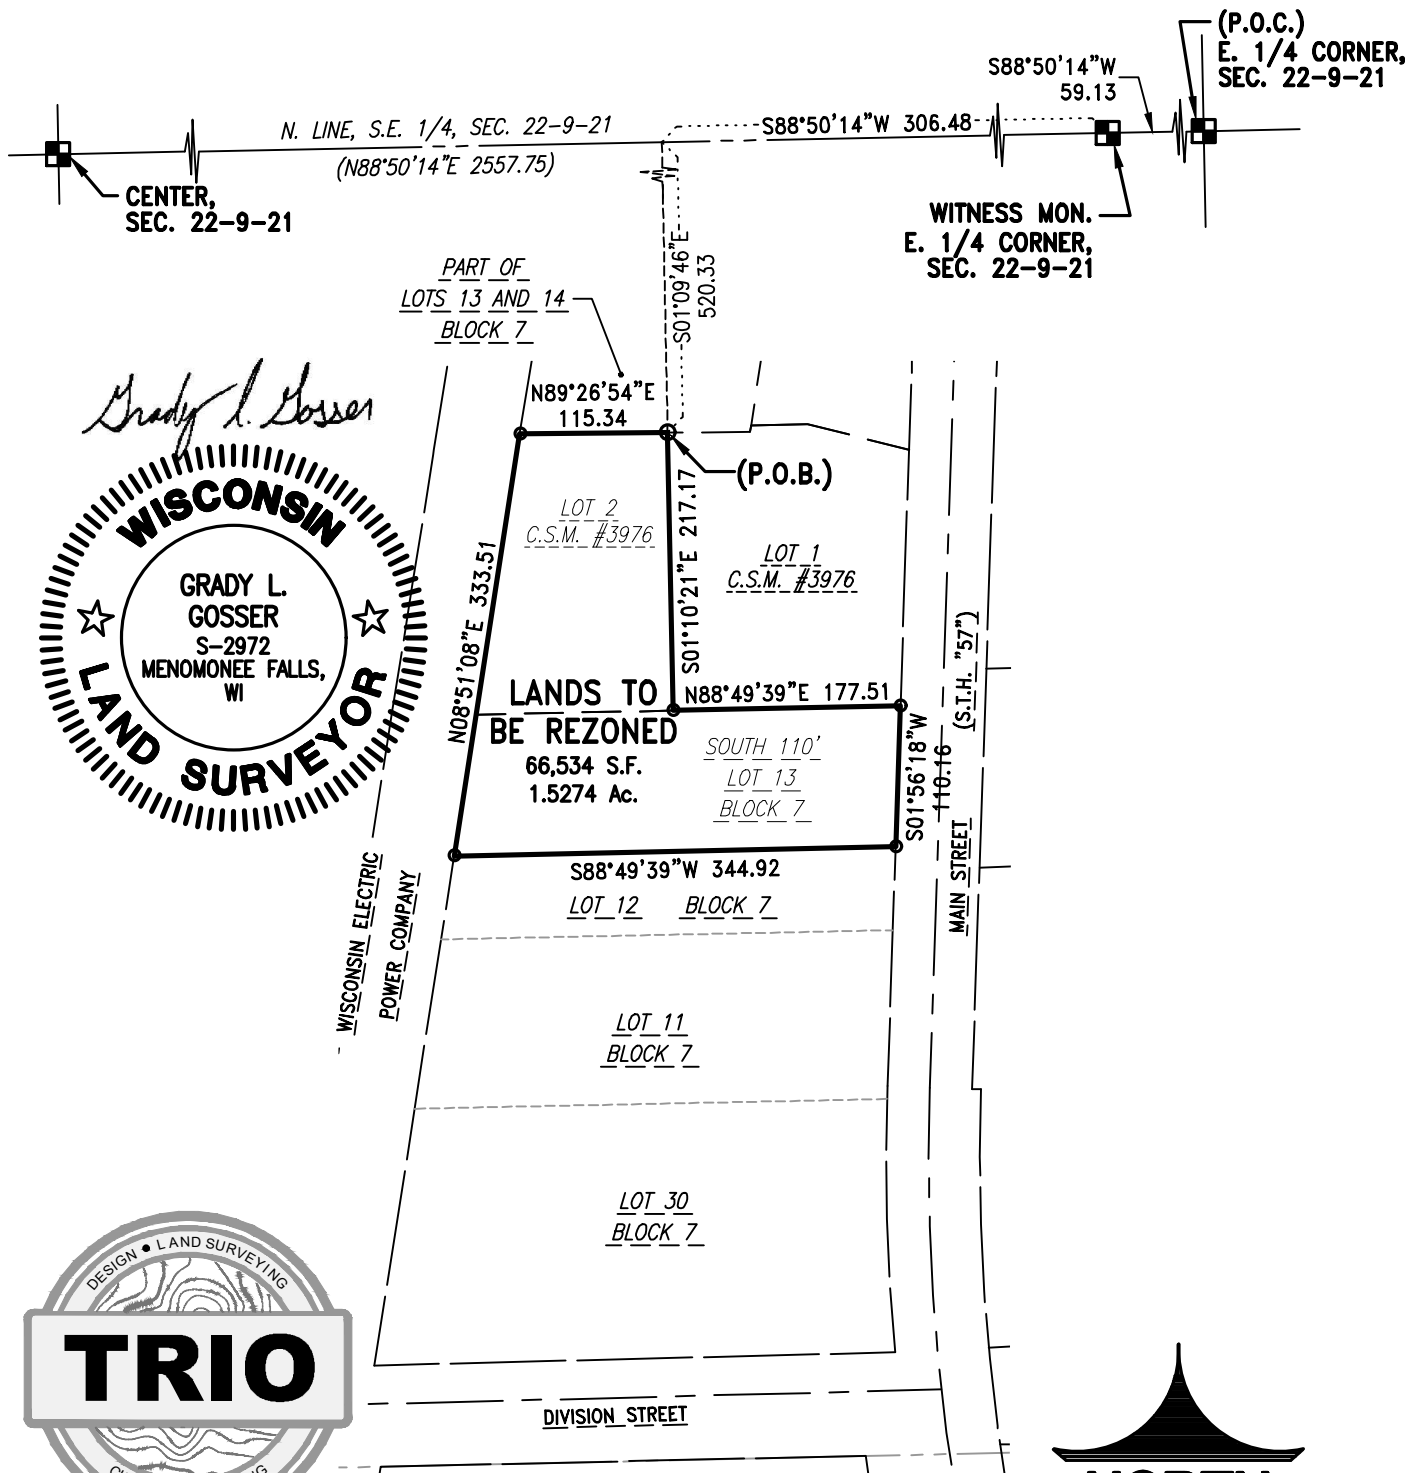 (P.O.C.)
E. 1/4 CORNER,
SEC. 22-9-21
S88°50'14"W
59.13
N. LINE, S.E. 1/4, SEC. 22-9-21
S88°50'14"W 306.48
(N88°50'14"E 2557.75)
CENTER,
SEC. 22-9-21
WITNESS MON.
E. 1/4 CORNER,
SEC. 22-9-21
S01°09'46"E
520.33
PART OF
LOTS 13 AND 14
BLOCK 7
Grady L. Gosser
N89°26'54"E
115.34
(P.O.B.)
WISCONSIN
GRADY L.
GOSSER
S-2972
MENOMONEE FALLS,
WI
LAND SURVEYOR
LOT 2
C.S.M. #3976
S01°10'21"E 217.17
LOT 1
C.S.M. #3976
N08°51'08"E 333.51
LANDS TO
BE REZONED
66,534 S.F.
1.5274 Ac.
N88°49'39"E 177.51
SOUTH 110'
LOT 13
BLOCK 7
S01°56'18"W
110.16
(S.T.H. "57")
MAIN STREET
S88°49'39"W 344.92
LOT 12 BLOCK 7
WISCONSIN ELECTRIC
POWER COMPANY
LOT 11
BLOCK 7
LOT 30
BLOCK 7
DESIGN • LAND SURVEYING
TRIO
DIVISION STREET
NORTH